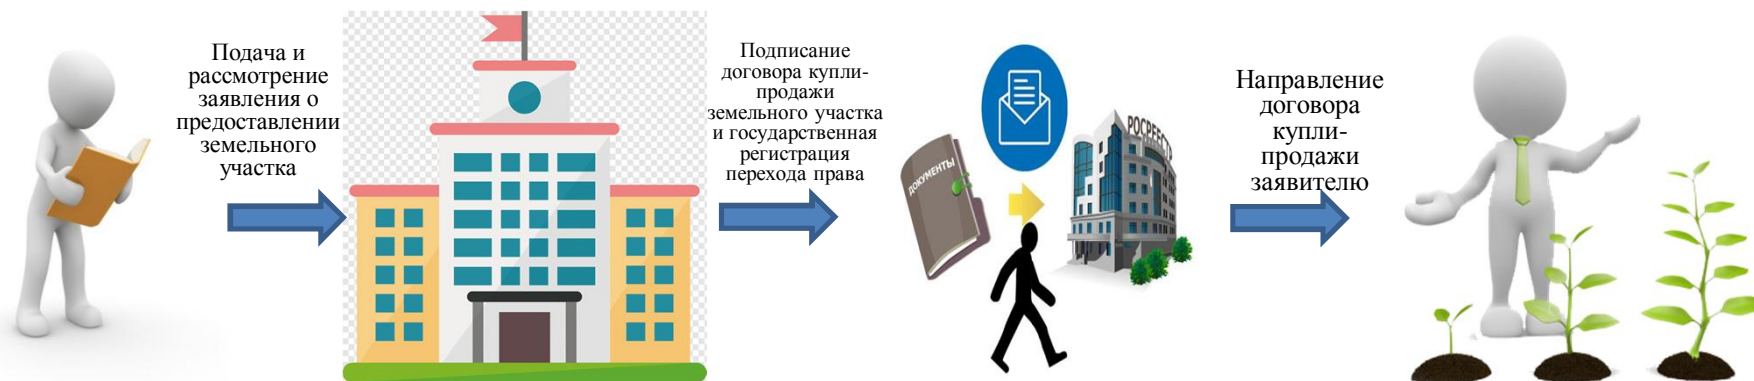 Подача и
рассмотрение
заявления о
предоставлении
земельного
участка
Подписание
договора купли-
продажи
земельного участка
и государственная
регистрация
перехода права
ДОКУМЕНТЫ
РОСРЕЕСТР
Направление
договора
купли-
продажи
заявителю